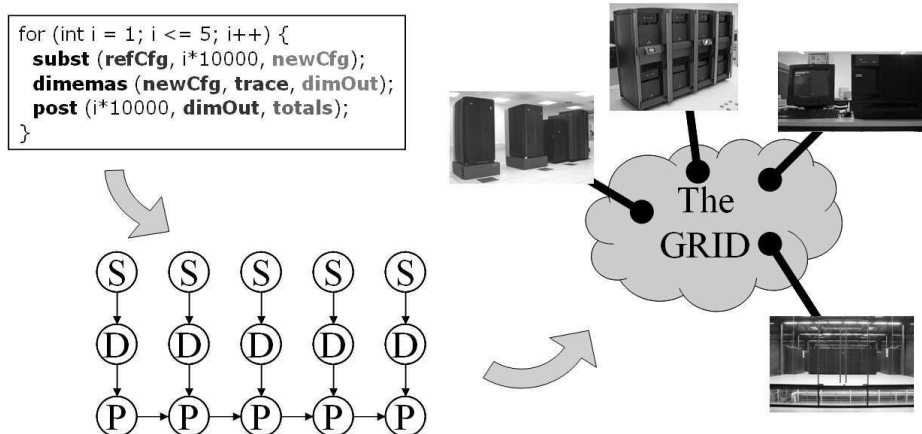 for (int i = 1; i <= 5; i++) {
subst (refCfg, i*10000, newCfg);
dimemas (newCfg, trace, dimOut);
post (i*10000, dimOut, totals);
}
The
GRID
S S S S S
D D D D D
P P P P P